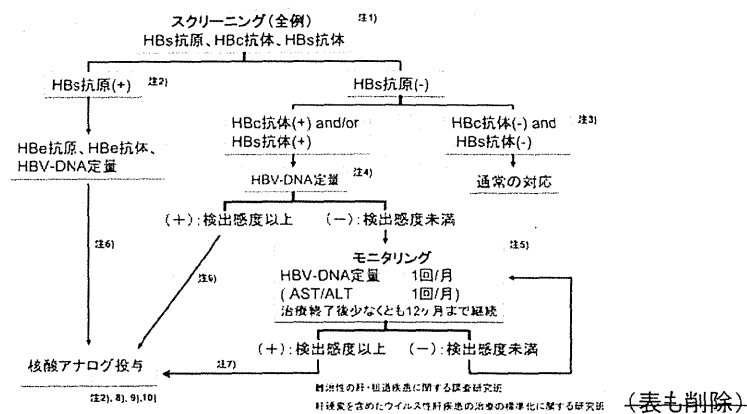 スクリーニング(全例) 注1)
HBs抗原、HBc抗体、HBs抗体
HBs抗原(+) 注2)
HBs抗原(-)
HBe抗原、HBe抗体、
HBV-DNA定量
HBc抗体(+) and/or
HBs抗体(+)
HBc抗体(-) and 注3)
HBs抗体(-)
HBV-DNA定量 注4)
通常の対応
(+):検出感度以上
(-):検出感度未満
注6)
注6)
モニタリング 注5)
HBV-DNA定量 1回/月
(AST/ALT 1回/月)
治療終了後少なくとも12ヶ月まで継続
(+):検出感度以上
(-):検出感度未満
注7)
核酸アナログ投与
注2), 8), 9),10)
難治性の肝・胆道疾患に関する調査研究班
肝硬変を含めたウイルス性肝疾患の治療の標準化に関する研究班
(表も削除)